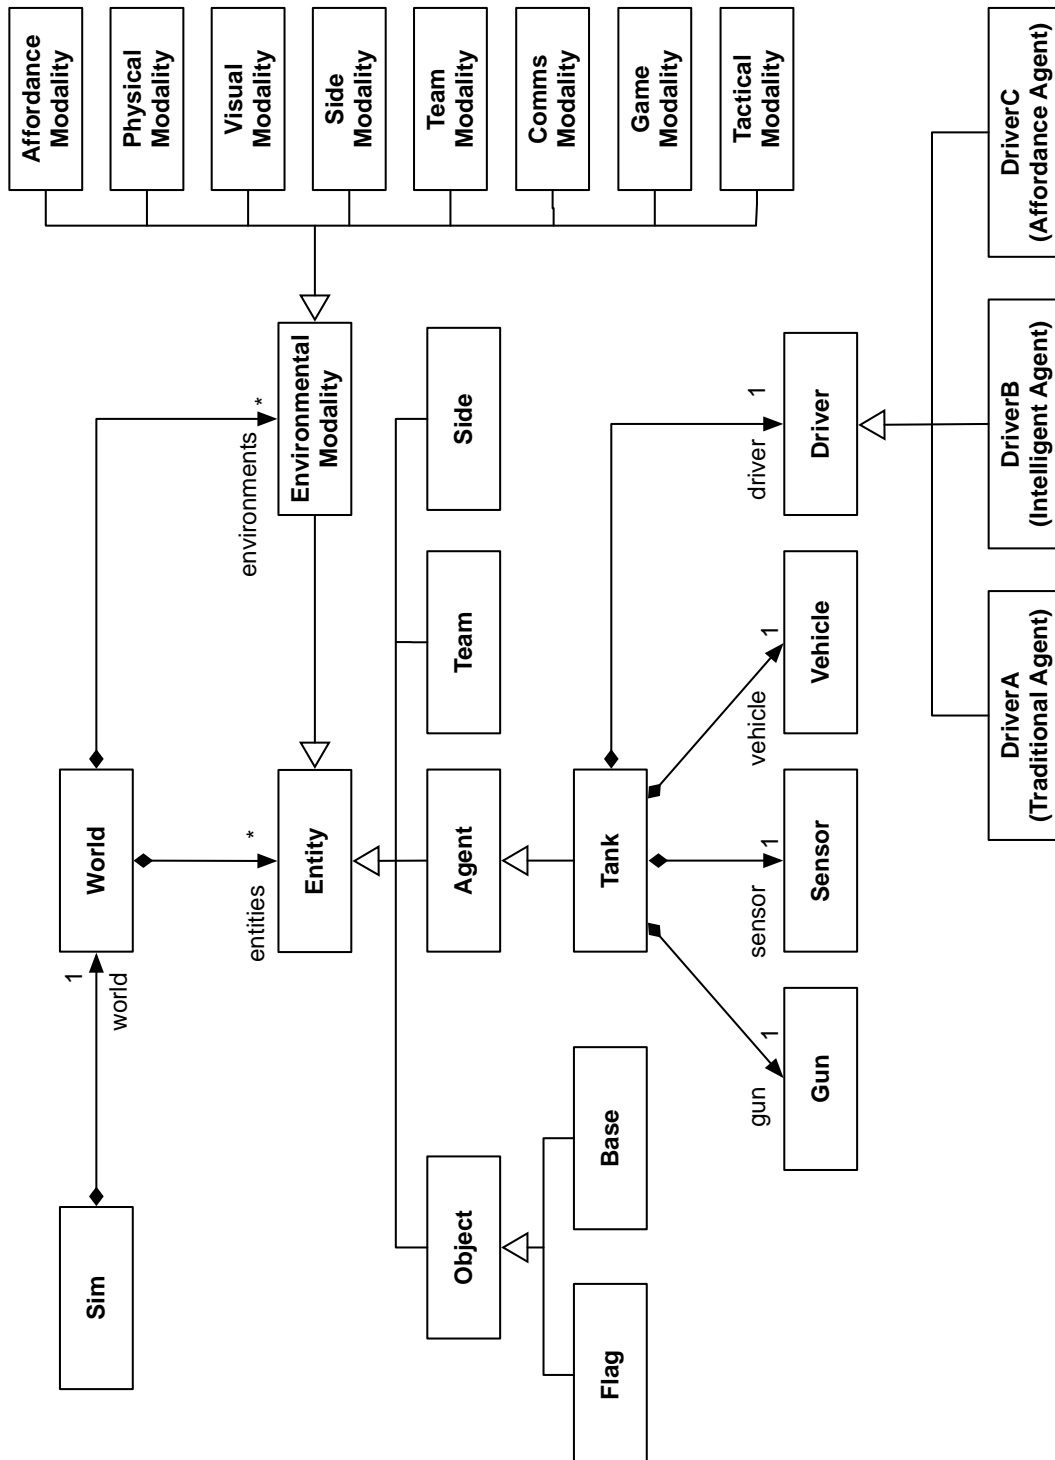 Sim
1
world
World
entities
*
environments
*
Entity
Environmental
Modality
Affordance
Modality
Physical
Modality
Visual
Modality
Side
Modality
Team
Modality
Comms
Modality
Game
Modality
Tactical
Modality
Object
Agent
Team
Side
Flag
Base
Tank
gun
1
sensor
1
vehicle
1
driver
1
Gun
Sensor
Vehicle
Driver
DriverA
(Traditional Agent)
DriverB
(Intelligent Agent)
DriverC
(Affordance Agent)